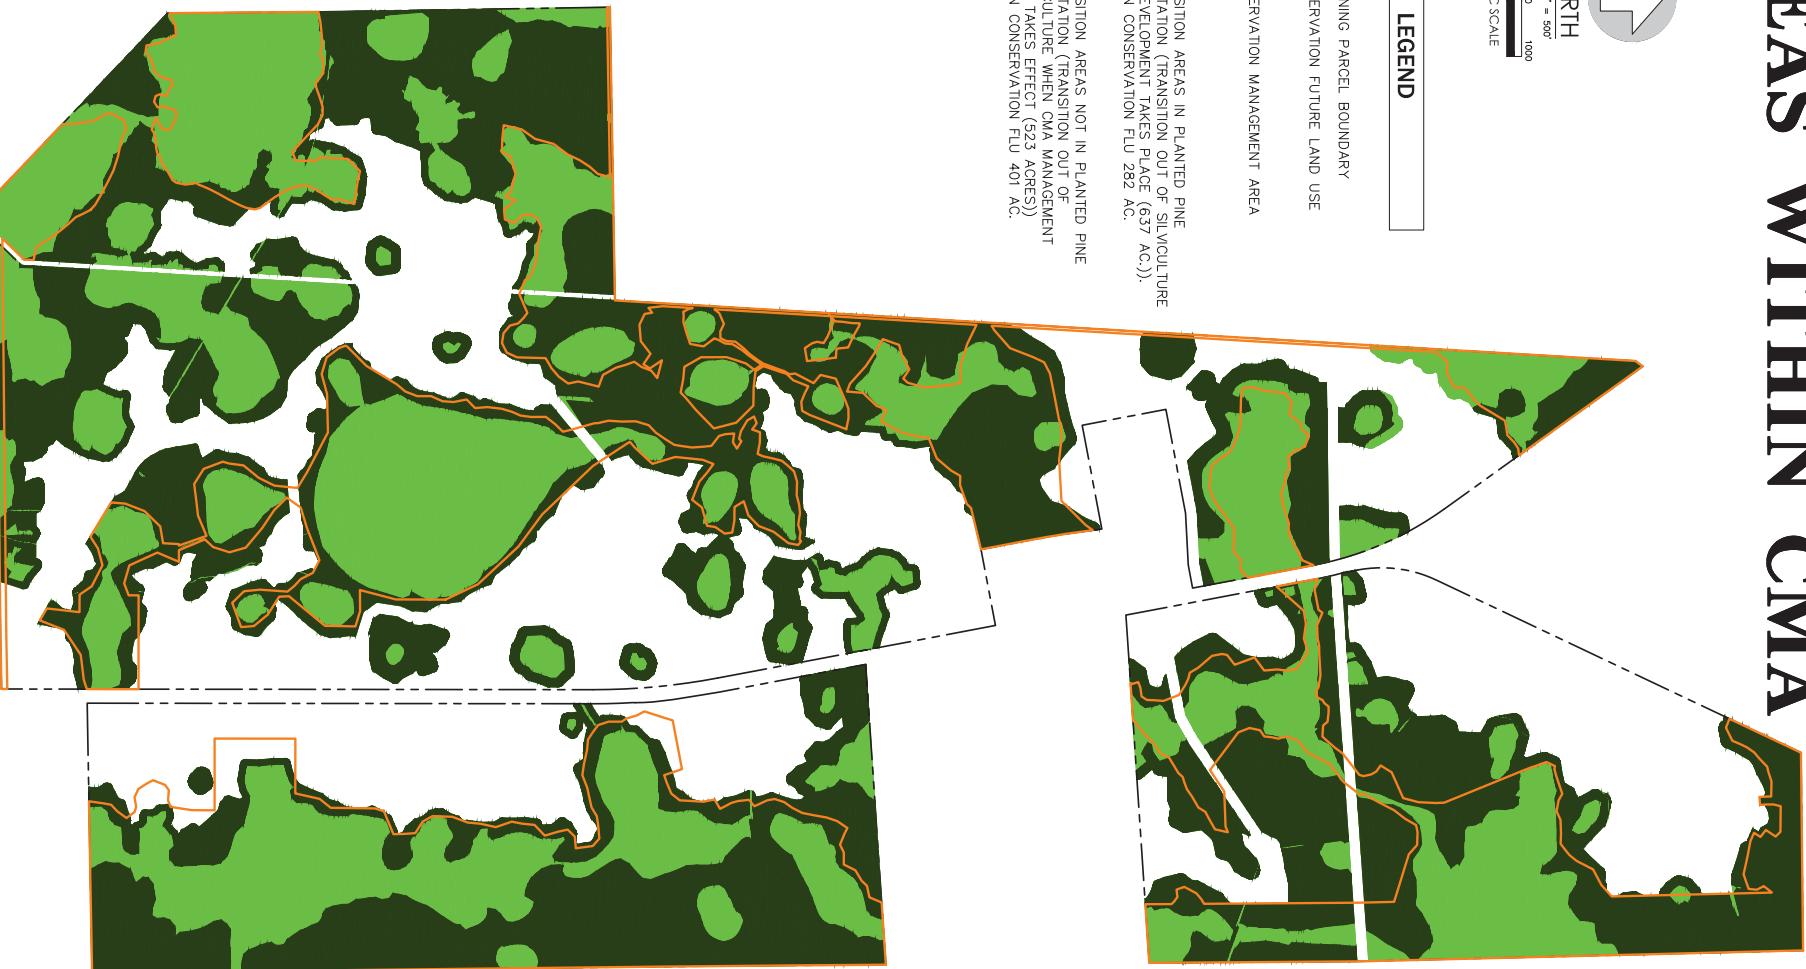 EAS WITHIN CMA
RTH
" = 500'
0 1000
C SCALE
LEGEND
NING PARCEL BOUNDARY
ERVATION FUTURE LAND USE
ERVATION MANAGEMENT AREA
SITION AREAS IN PLANTED PINE
TATION (TRANSITION OUT OF SILVICULTURE
EVELOPMENT TAKES PLACE (637 AC.)).
N CONSERVATION FLU 282 AC.
SITION AREAS NOT IN PLANTED PINE
TATION (TRANSITION OUT OF
CULTURE WHEN CMA MANAGEMENT
TAKES EFFECT (523 ACRES))
N CONSERVATION FLU 401 AC.